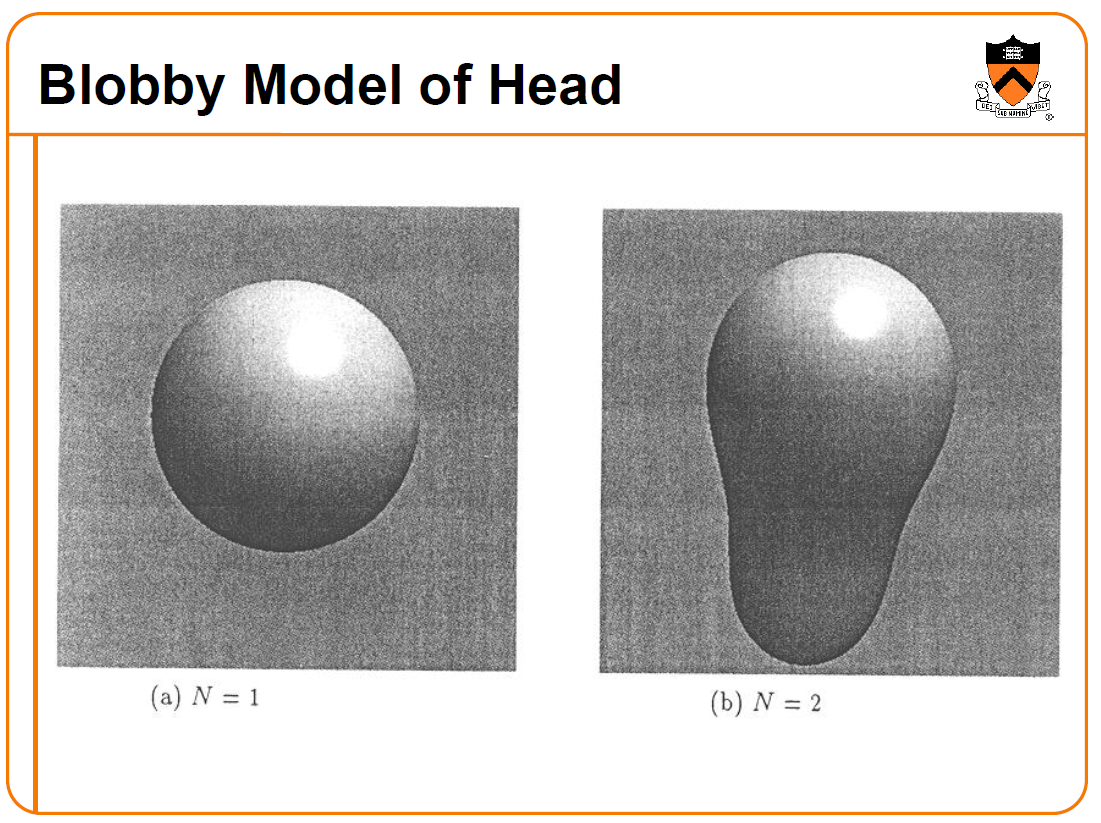 Blobby Model of Head
(a) N = 1
(b) N = 2